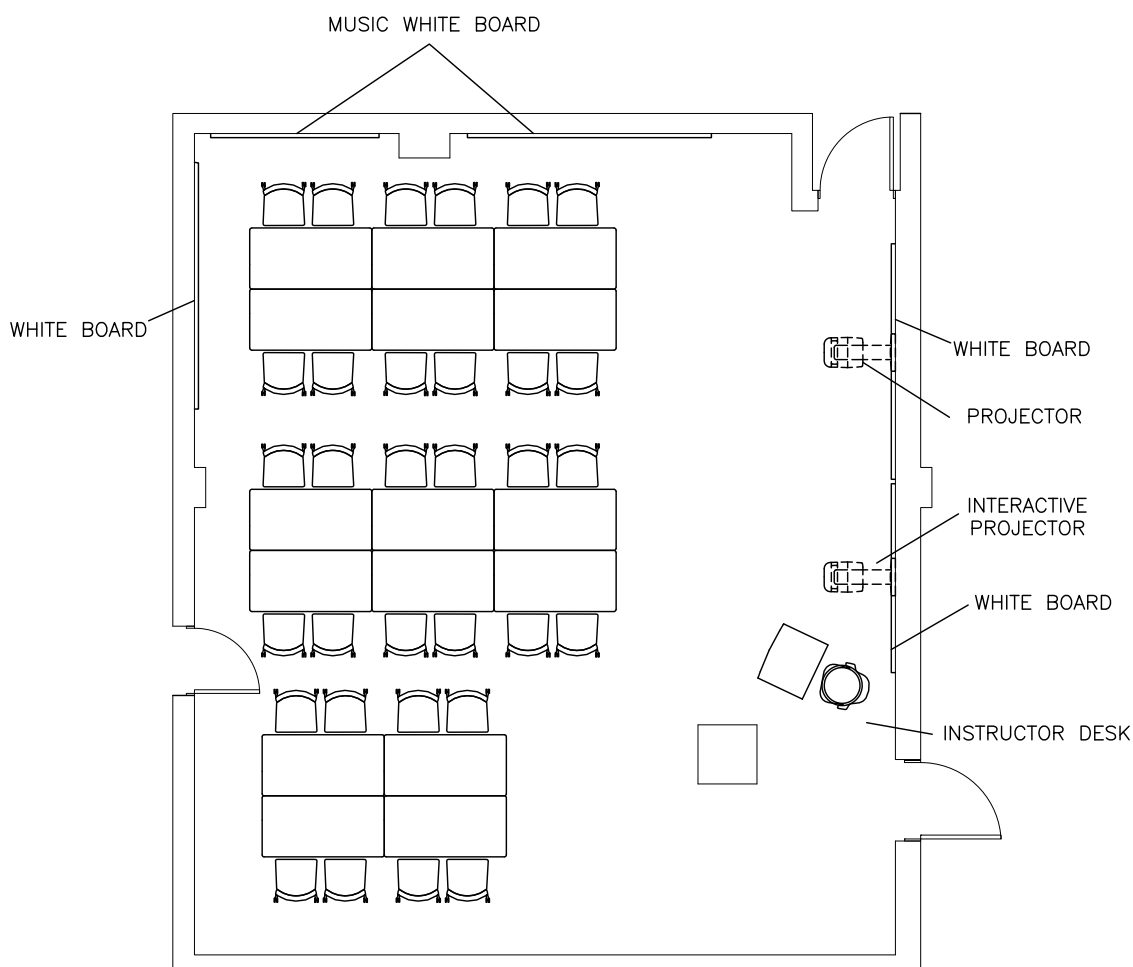 MUSIC WHITE BOARD
WHITE BOARD
WHITE BOARD
PROJECTOR
INTERACTIVE
PROJECTOR
WHITE BOARD
INSTRUCTOR DESK